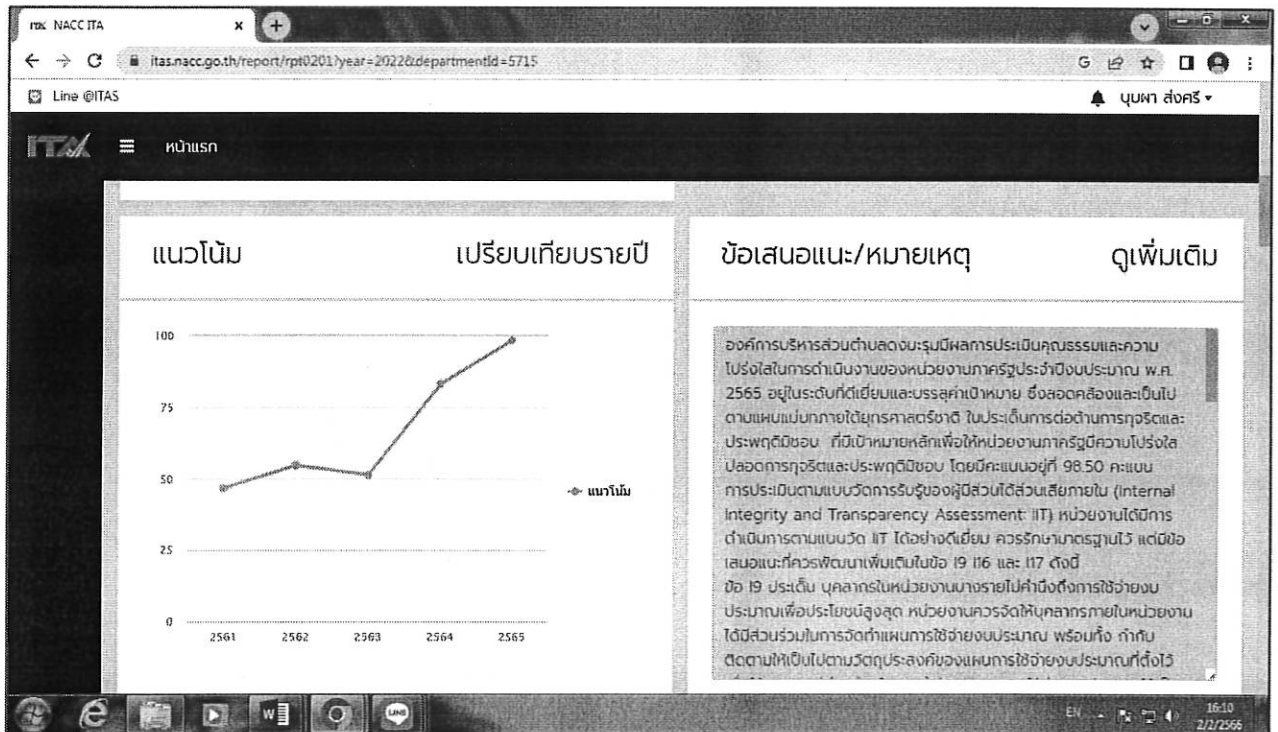 NACC ITA
itas.nacc.go.th/report/rpt0201?year=2022&departmentId=5715
Line @ITAS
บุบผา ส่งศรี
ITA
หน้าแรก
แนวโน้ม
เปรียบเทียบรายปี
100
75
50
25
0
2561 2562 2563 2564 2565
แนวโน้ม
ข้อเสนอแนะ/หมายเหตุ
ดูเพิ่มเติม
องค์การบริหารส่วนตำบลดงมะรุมมีผลการประเมินคุณธรรมและความ
โปร่งใสในการดำเนินงานของหน่วยงานภาครัฐประจำปีงบประมาณ พ.ศ.
2565 อยู่ในระดับที่ดีเยี่ยมและบรรลุค่าเป้าหมาย ซึ่งสอดคล้องและเป็นไป
ตามแผนแม่บทภายใต้ยุทธศาสตร์ชาติ ในประเด็นการต่อต้านการทุจริตและ
ประพฤติมิชอบ ที่มีเป้าหมายหลักเพื่อให้หน่วยงานภาครัฐมีความโปร่งใส
ปลอดการทุจริตและประพฤติมิชอบ โดยมีคะแนนอยู่ที่ 98.50 คะแนน
การประเมินตามแบบวัดการรับรู้ของผู้มีส่วนได้ส่วนเสียภายใน (Internal
Integrity and Transparency Assessment: IIT) หน่วยงานได้มีการ
ดำเนินการตามแบบวัด IIT ได้อย่างดีเยี่ยม ควรรักษามาตรฐานไว้ แต่มีข้อ
เสนอแนะที่ควรพัฒนาเพิ่มเติมในข้อ I9 I16 และ I17 ดังนี้
ข้อ I9 ประเด็น บุคลากรในหน่วยงานบางรายไม่คำนึงถึงการใช้จ่ายงบ
ประมาณเพื่อประโยชน์สูงสุด หน่วยงานควรจัดให้บุคลากรภายในหน่วยงาน
ได้มีส่วนร่วมในการจัดทำแผนการใช้จ่ายงบประมาณ พร้อมทั้ง กำกับ
ติดตามให้เป็นไปตามวัตถุประสงค์ของแผนการใช้จ่ายงบประมาณที่ตั้งไว้
EN
16:10
2/2/2566